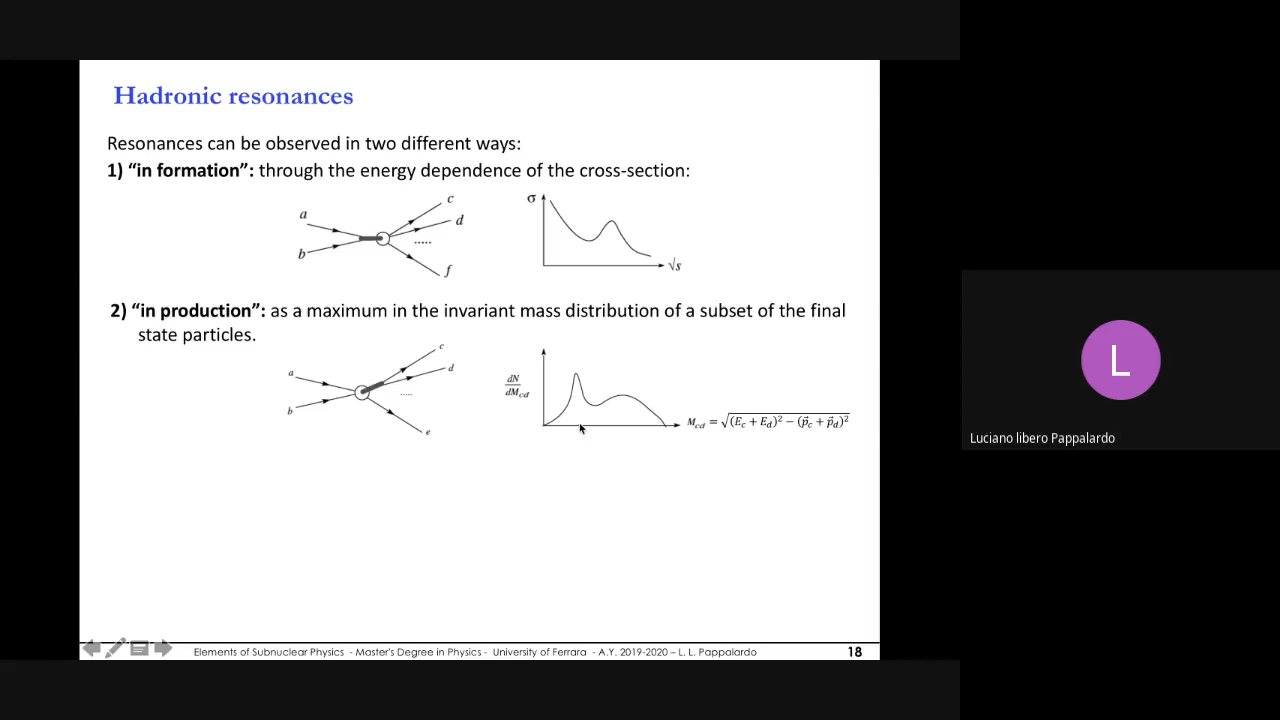 Hadronic resonances
Resonances can be observed in two different ways:
1) “in formation”: through the energy dependence of the cross-section:
a
b
c
d
.....
f
σ
√s
2) “in production”: as a maximum in the invariant mass distribution of a subset of the final
state particles.
a
b
c
d
.....
e
dN
dM_cd
M_cd = √(E_c + E_d)² − (p⃗_c + p⃗_d)²
L
Luciano libero Pappalardo
Elements of Subnuclear Physics - Master's Degree in Physics - University of Ferrara - A.Y. 2019-2020 – L. L. Pappalardo 18